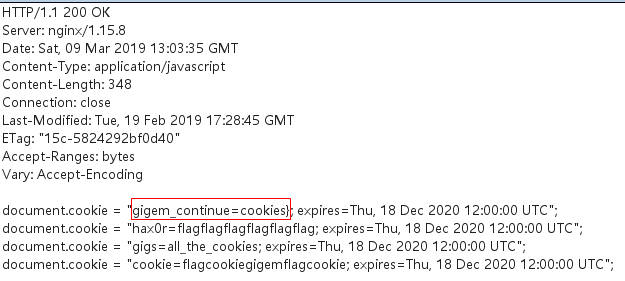 HTTP/1.1 200 OK
Server: nginx/1.15.8
Date: Sat, 09 Mar 2019 13:03:35 GMT
Content-Type: application/javascript
Content-Length: 348
Connection: close
Last-Modified: Tue, 19 Feb 2019 17:28:45 GMT
ETag: "15c-5824292bf0d40"
Accept-Ranges: bytes
Vary: Accept-Encoding
document.cookie = "gigem_continue=cookies}; expires=Thu, 18 Dec 2020 12:00:00 UTC";
document.cookie = "hax0r=flagflagflagflagflagflag; expires=Thu, 18 Dec 2020 12:00:00 UTC";
document.cookie = "gigs=all_the_cookies; expires=Thu, 18 Dec 2020 12:00:00 UTC";
document.cookie = "cookie=flagcookiegigemflagcookie; expires=Thu, 18 Dec 2020 12:00:00 UTC";